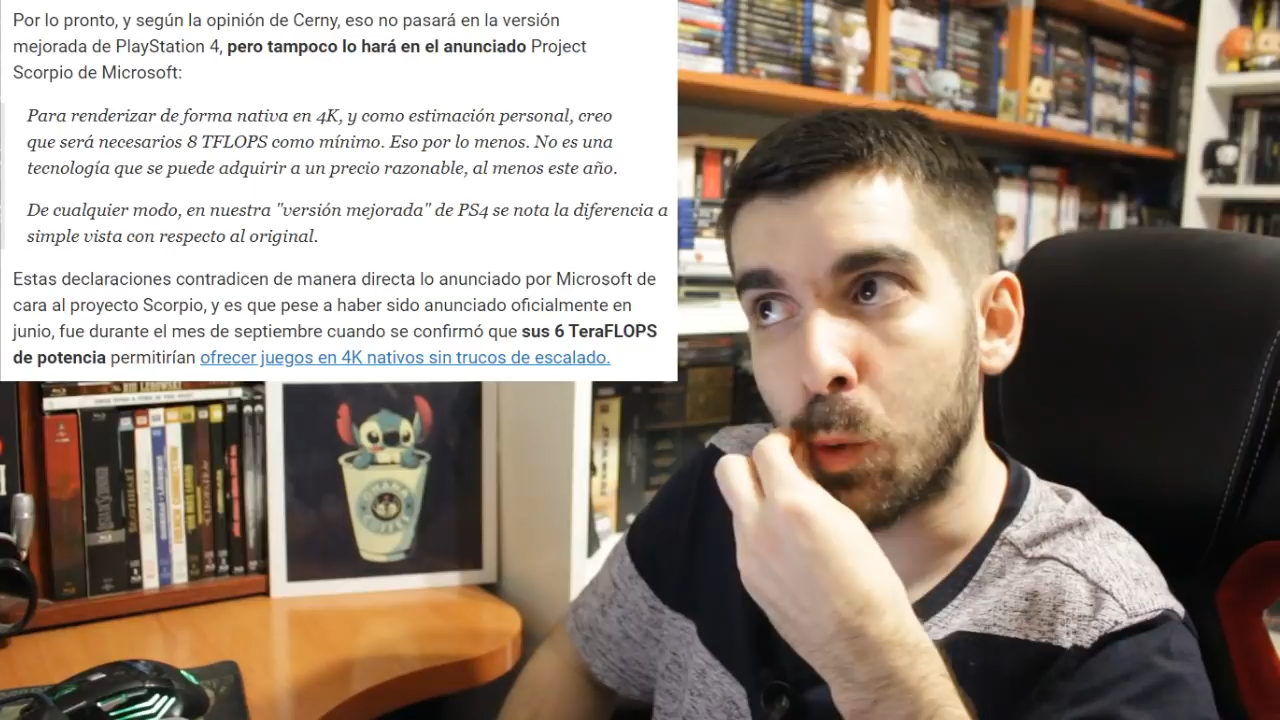 Por lo pronto, y según la opinión de Cerny, eso no pasará en la versión
mejorada de PlayStation 4, pero tampoco lo hará en el anunciado Project
Scorpio de Microsoft:
Para renderizar de forma nativa en 4K, y como estimación personal, creo
que será necesarios 8 TFLOPS como mínimo. Eso por lo menos. No es una
tecnología que se puede adquirir a un precio razonable, al menos este año.
De cualquier modo, en nuestra "versión mejorada" de PS4 se nota la diferencia a
simple vista con respecto al original.
Estas declaraciones contradicen de manera directa lo anunciado por Microsoft de
cara al proyecto Scorpio, y es que pese a haber sido anunciado oficialmente en
junio, fue durante el mes de septiembre cuando se confirmó que sus 6 TeraFLOPS
de potencia permitirían ofrecer juegos en 4K nativos sin trucos de escalado.